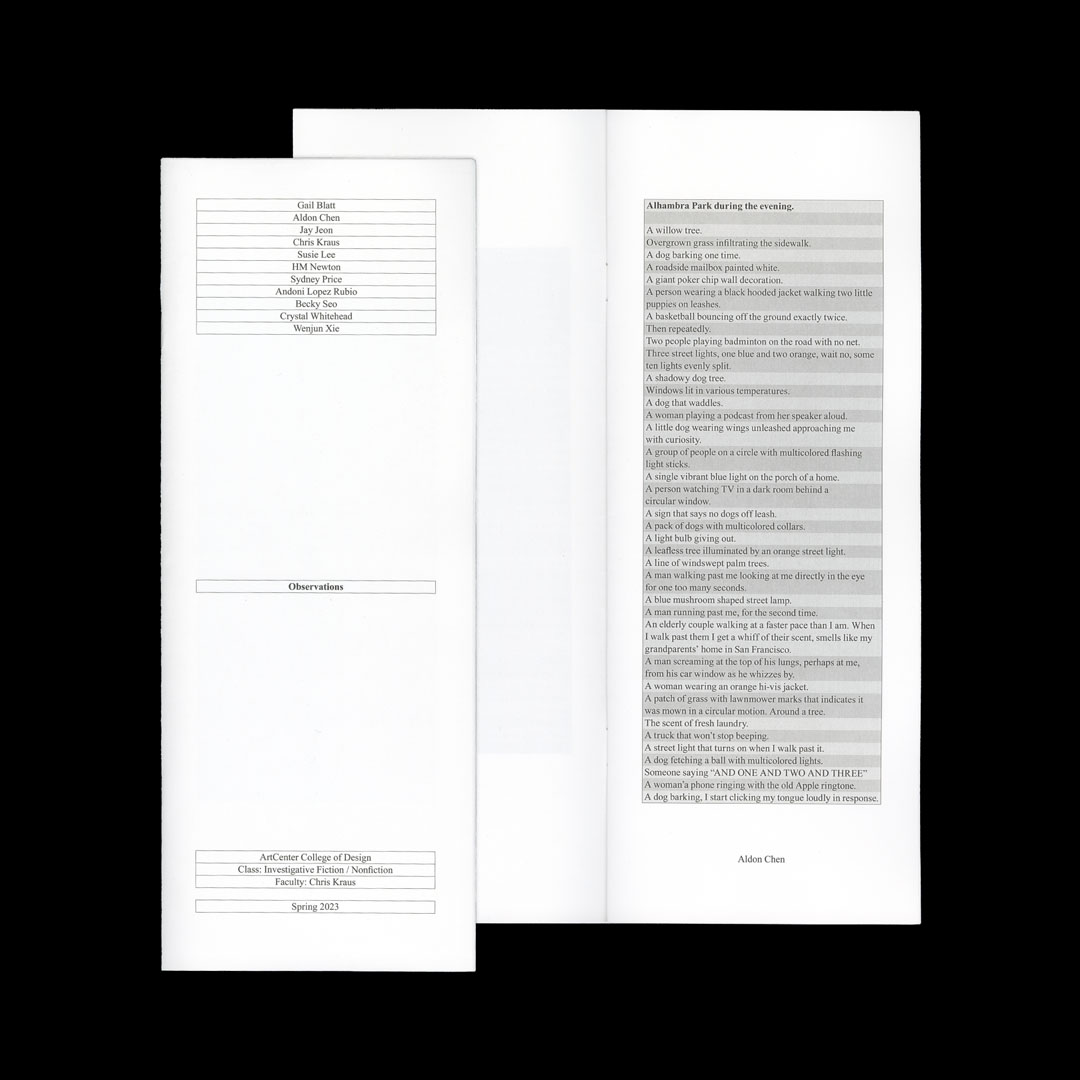 Gail Blatt
Aldon Chen
Jay Jeon
Chris Kraus
Susie Lee
HM Newton
Sydney Price
Andoni Lopez Rubio
Becky Seo
Crystal Whitehead
Wenjun Xie
Observations
ArtCenter College of Design
Class: Investigative Fiction / Nonfiction
Faculty: Chris Kraus
Spring 2023
Alhambra Park during the evening.
A willow tree.
Overgrown grass infiltrating the sidewalk.
A dog barking one time.
A roadside mailbox painted white.
A giant poker chip wall decoration.
A person wearing a black hooded jacket walking two little
puppies on leashes.
A basketball bouncing off the ground exactly twice.
Then repeatedly.
Two people playing badminton on the road with no net.
Three street lights, one blue and two orange, wait no, some
ten lights evenly split.
A shadowy dog tree.
Windows lit in various temperatures.
A dog that waddles.
A woman playing a podcast from her speaker aloud.
A little dog wearing wings unleashed approaching me
with curiosity.
A group of people on a circle with multicolored flashing
light sticks.
A single vibrant blue light on the porch of a home.
A person watching TV in a dark room behind a
circular window.
A sign that says no dogs off leash.
A pack of dogs with multicolored collars.
A light bulb giving out.
A leafless tree illuminated by an orange street light.
A line of windswept palm trees.
A man walking past me looking at me directly in the eye
for one too many seconds.
A blue mushroom shaped street lamp.
A man running past me, for the second time.
An elderly couple walking at a faster pace than I am. When
I walk past them I get a whiff of their scent, smells like my
grandparents' home in San Francisco.
A man screaming at the top of his lungs, perhaps at me,
from his car window as he whizzes by.
A woman wearing an orange hi-vis jacket.
A patch of grass with lawnmower marks that indicates it
was mown in a circular motion. Around a tree.
The scent of fresh laundry.
A truck that won't stop beeping.
A street light that turns on when I walk past it.
A dog fetching a ball with multicolored lights.
Someone saying “AND ONE AND TWO AND THREE”
A woman'a phone ringing with the old Apple ringtone.
A dog barking, I start clicking my tongue loudly in response.
Aldon Chen